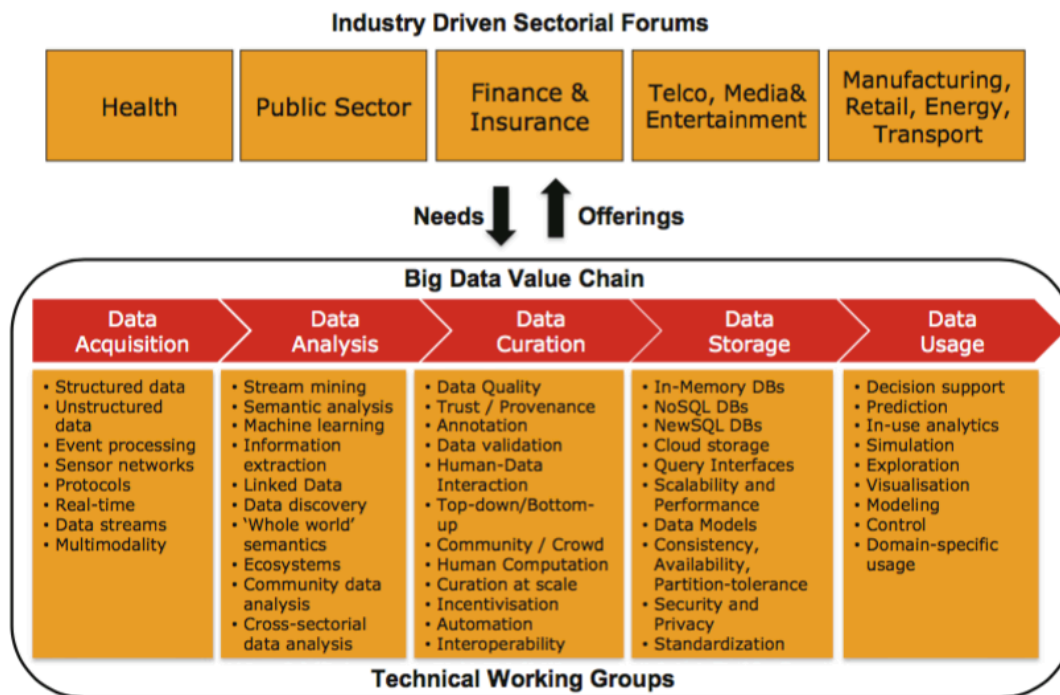 Industry Driven Sectorial Forums
Health
Public Sector
Finance &
Insurance
Telco, Media&
Entertainment
Manufacturing,
Retail, Energy,
Transport
Needs
Offerings
Big Data Value Chain
Data
Acquisition
Data
Analysis
Data
Curation
Data
Storage
Data
Usage
• Structured data
• Unstructured
data
• Event processing
• Sensor networks
• Protocols
• Real-time
• Data streams
• Multimodality
• Stream mining
• Semantic analysis
• Machine learning
• Information
extraction
• Linked Data
• Data discovery
• ‘Whole world’
semantics
• Ecosystems
• Community data
analysis
• Cross-sectorial
data analysis
• Data Quality
• Trust / Provenance
• Annotation
• Data validation
• Human-Data
Interaction
• Top-down/Bottom-
up
• Community / Crowd
• Human Computation
• Curation at scale
• Incentivisation
• Automation
• Interoperability
• In-Memory DBs
• NoSQL DBs
• NewSQL DBs
• Cloud storage
• Query Interfaces
• Scalability and
Performance
• Data Models
• Consistency,
Availability,
Partition-tolerance
• Security and
Privacy
• Standardization
• Decision support
• Prediction
• In-use analytics
• Simulation
• Exploration
• Visualisation
• Modeling
• Control
• Domain-specific
usage
Technical Working Groups